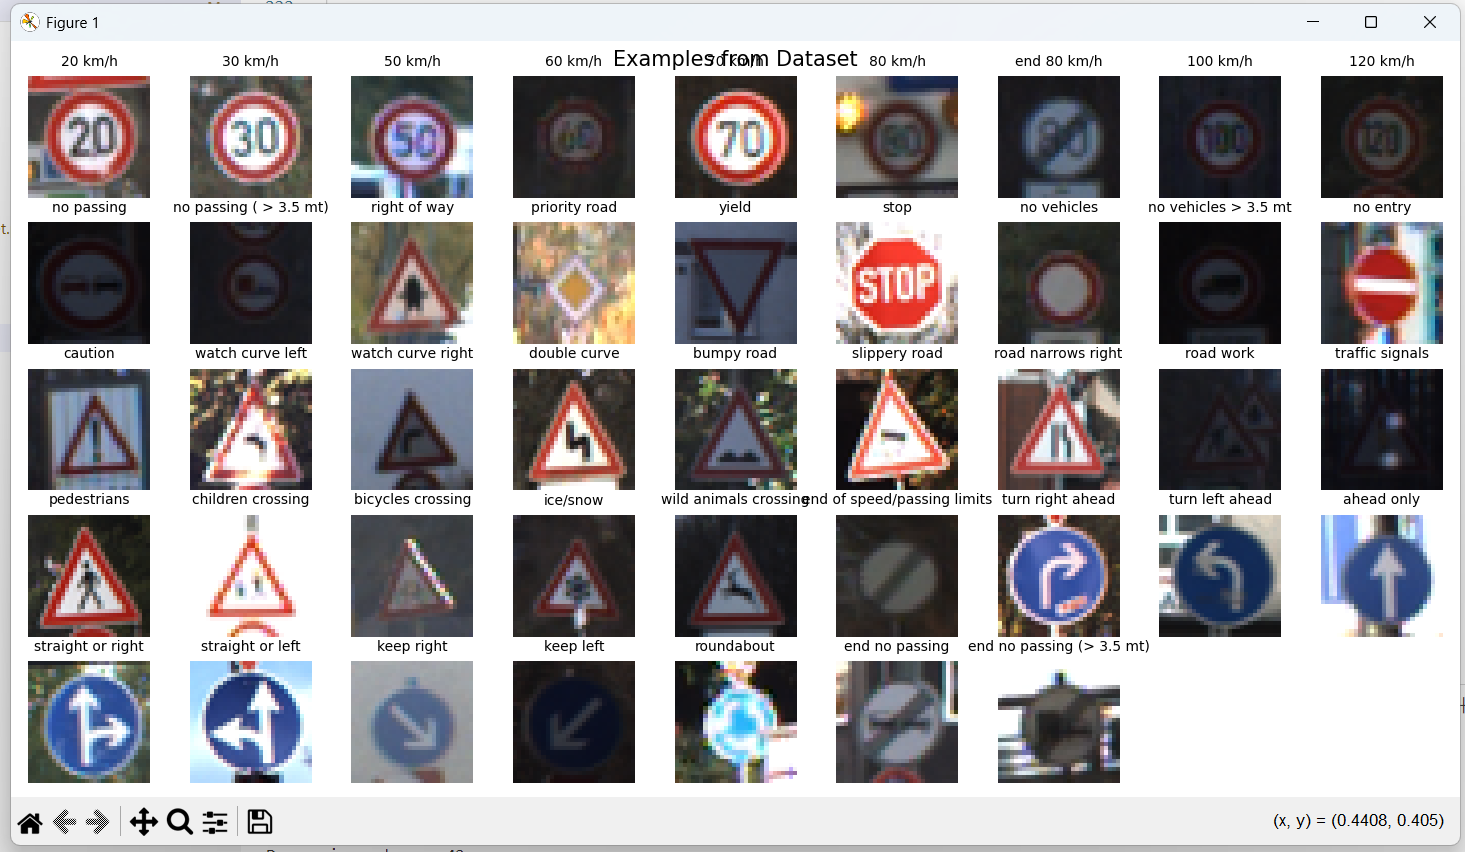 Figure 1
Examples from Dataset
20 km/h
30 km/h
50 km/h
60 km/h
70 km/h
80 km/h
end 80 km/h
100 km/h
120 km/h
20
30
50
60
70
80
80
100
120
no passing
no passing ( > 3.5 mt)
right of way
priority road
yield
stop
no vehicles
no vehicles > 3.5 mt
no entry
t.
STOP
caution
watch curve left
watch curve right
double curve
bumpy road
slippery road
road narrows right
road work
traffic signals
pedestrians
children crossing
bicycles crossing
ice/snow
wild animals crossing
end of speed/passing limits
turn right ahead
turn left ahead
ahead only
straight or right
straight or left
keep right
keep left
roundabout
end no passing
end no passing (> 3.5 mt)
(x, y) = (0.4408, 0.405)